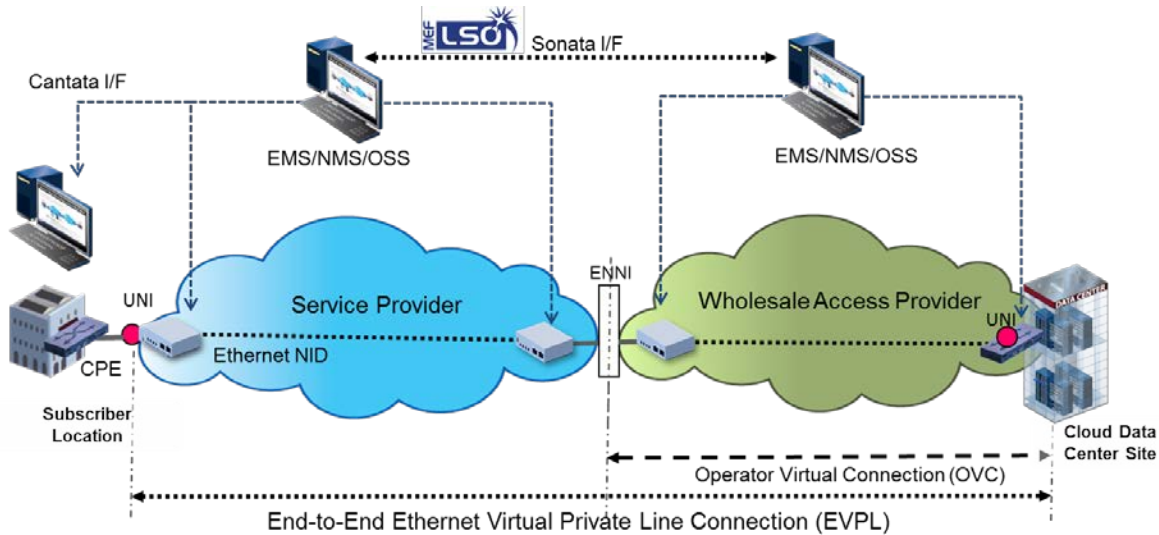 MEF
LSO
Sonata I/F
Cantata I/F
EMS/NMS/OSS
EMS/NMS/OSS
ENNI
UNI
Service Provider
Wholesale Access Provider
DATA CENTER
UNI
Ethernet NID
CPE
Subscriber
Location
Cloud Data
Center Site
Operator Virtual Connection (OVC)
End-to-End Ethernet Virtual Private Line Connection (EVPL)